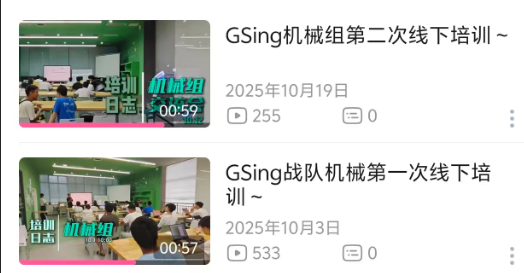 GSing机械组第二次线下培训～
培训
日志
机械组
00:59
2025年10月19日
255
0
GSing战队机械第一次线下培
训～
培训
日志
机械组
00:57
2025年10月3日
533
0